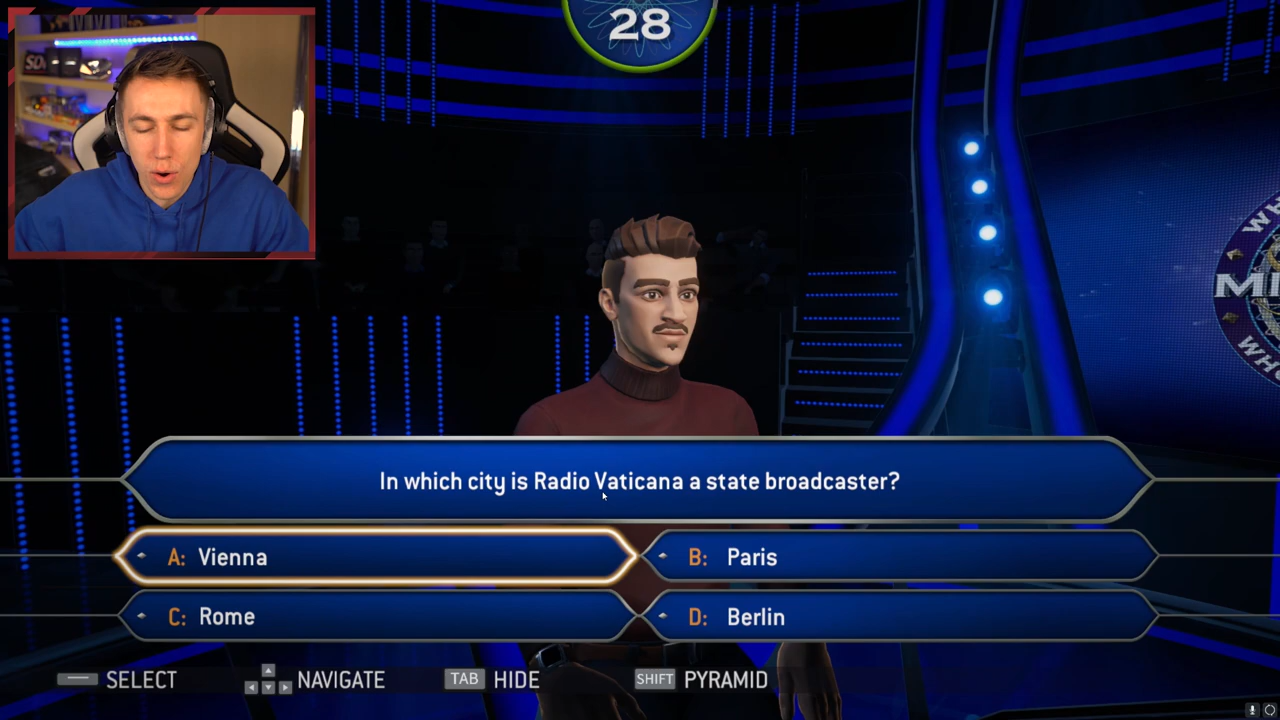 28
In which city is Radio Vaticana a state broadcaster?
A: Vienna
B: Paris
C: Rome
D: Berlin
SELECT
NAVIGATE
TAB HIDE
SHIFT PYRAMID